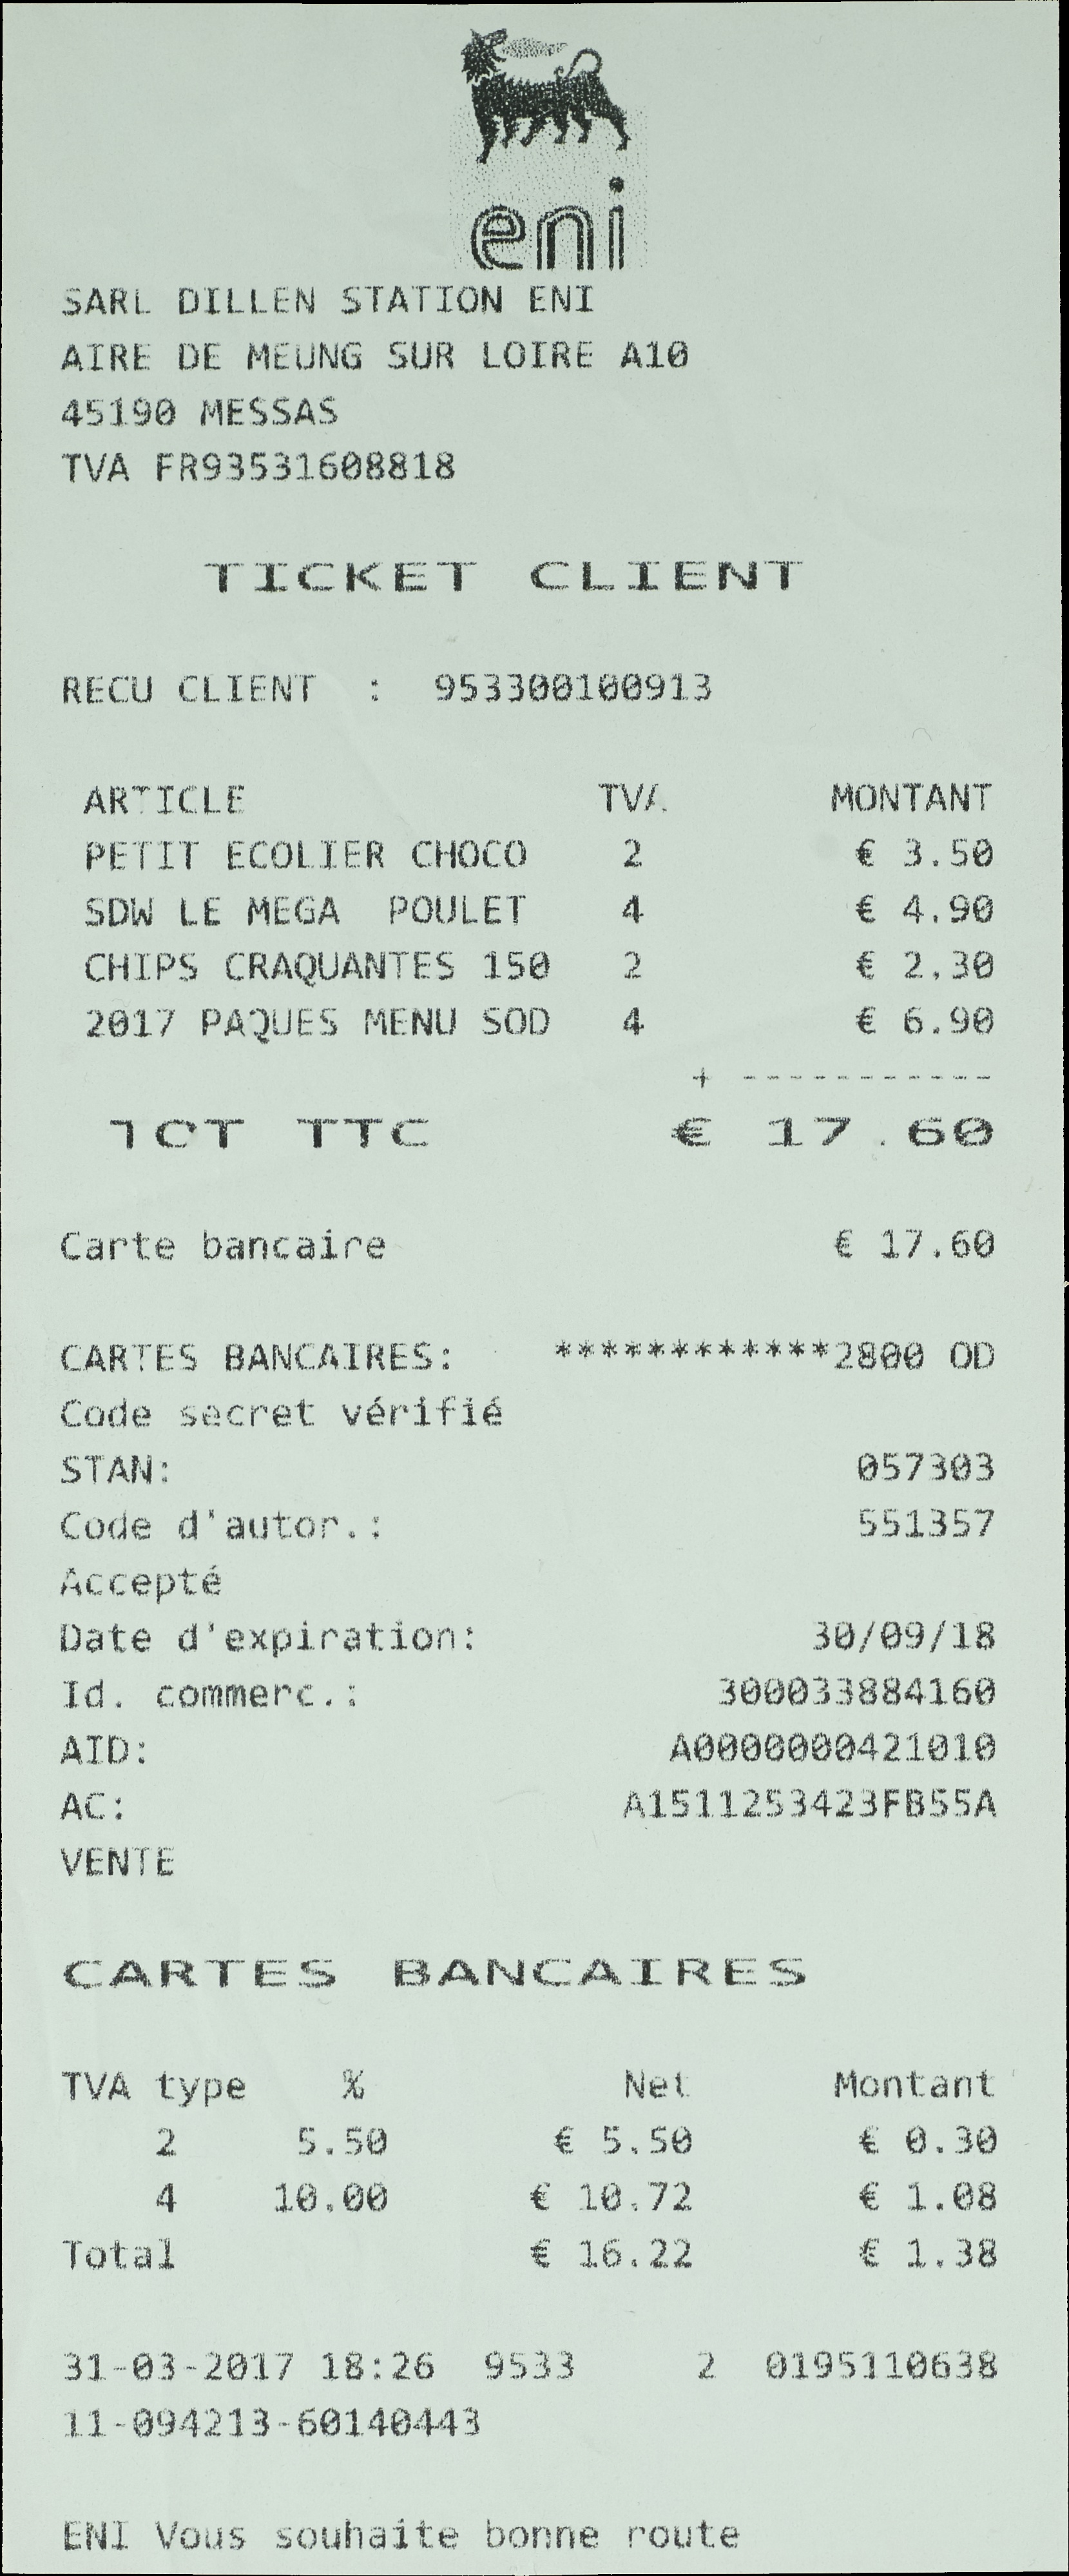 eni
SARL DILLEN STATION ENI
AIRE DE MEUNG SUR LOIRE A10
45190 MESSAS
TVA FR93531608818
TICKET CLIENT
RECU CLIENT : 953300100913
ARTICLE TVA MONTANT
PETIT ECOLIER CHOCO 2 € 3.50
SDW LE MEGA POULET 4 € 4.90
CHIPS CRAQUANTES 150 2 € 2.30
2017 PAQUES MENU SOD 4 € 6.90
+ -----------
TOT TTC € 17.60
Carte bancaire € 17.60
CARTES BANCAIRES: ************2800 OD
Code secret vérifié
STAN: 057303
Code d'autor.: 551357
Accepté
Date d'expiration: 30/09/18
Id. commerc.: 300033884160
AID: A0000000421010
AC: A1511253423FB55A
VENTE
CARTES BANCAIRES
TVA type % Net Montant
2 5.50 € 5.50 € 0.30
4 10.00 € 10.72 € 1.08
Total € 16.22 € 1.38
31-03-2017 18:26 9533 2 0195110638
11-094213-60140443
ENI Vous souhaite bonne route